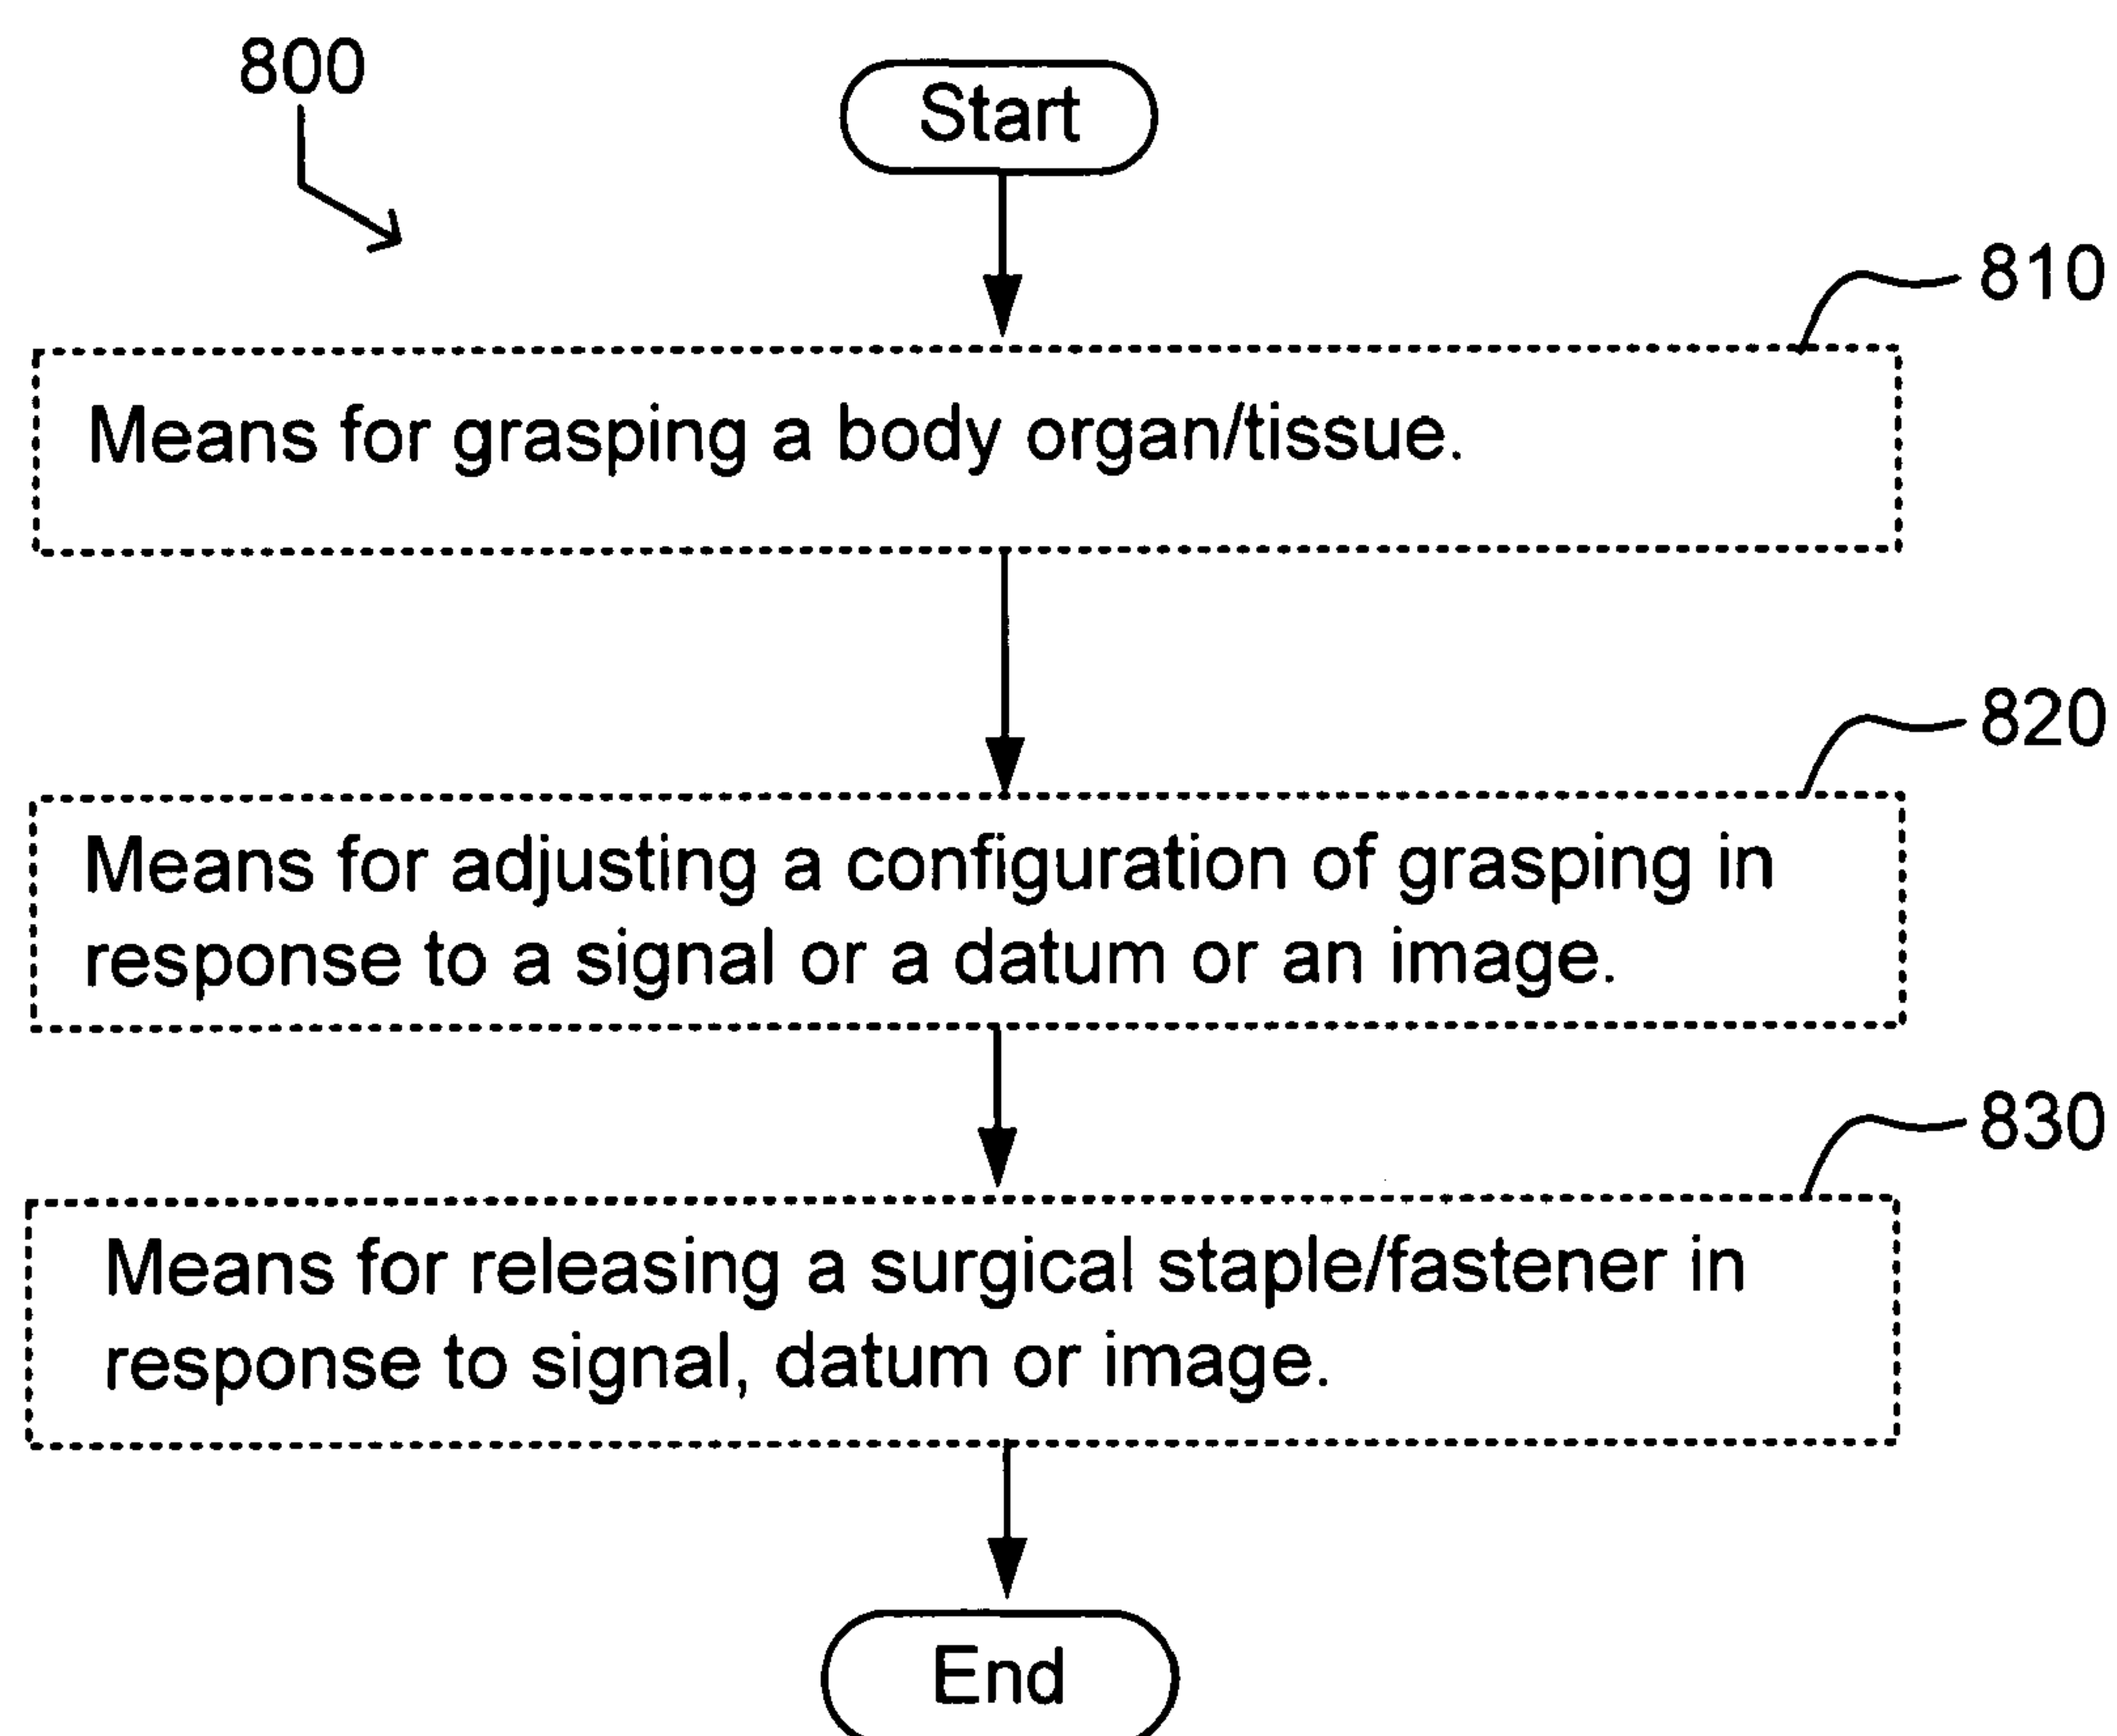 800
Start
810
Means for grasping a body organ/tissue.
820
Means for adjusting a configuration of grasping in
response to a signal or a datum or an image.
830
Means for releasing a surgical staple/fastener in
response to signal, datum or image.
End